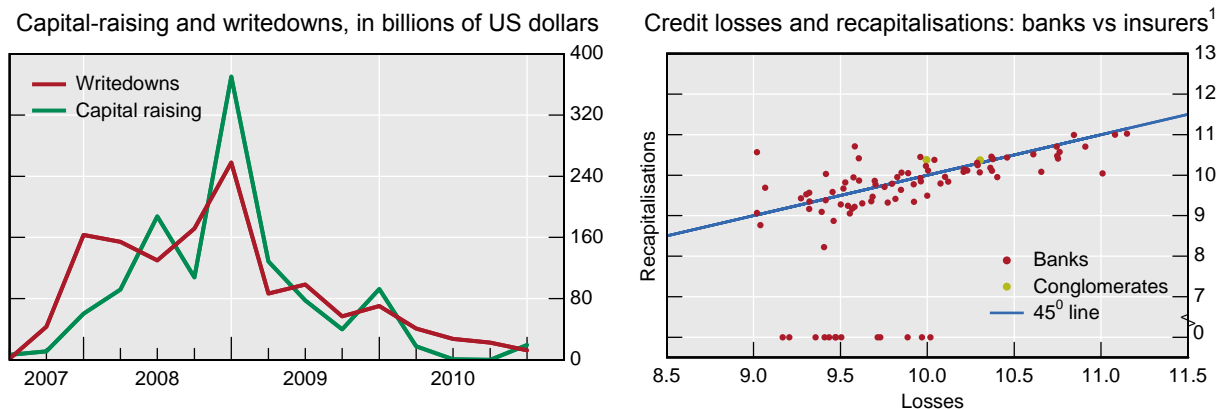 Capital-raising and writedowns, in billions of US dollars
400
320
240
160
80
0
Writedowns
Capital raising
2007 2008 2009 2010
Credit losses and recapitalisations: banks vs insurers1
13
12
11
10
9
8
7
0
Recapitalisations
Banks
Conglomerates
450 line
8.5 9.0 9.5 10.0 10.5 11.0 11.5
Losses